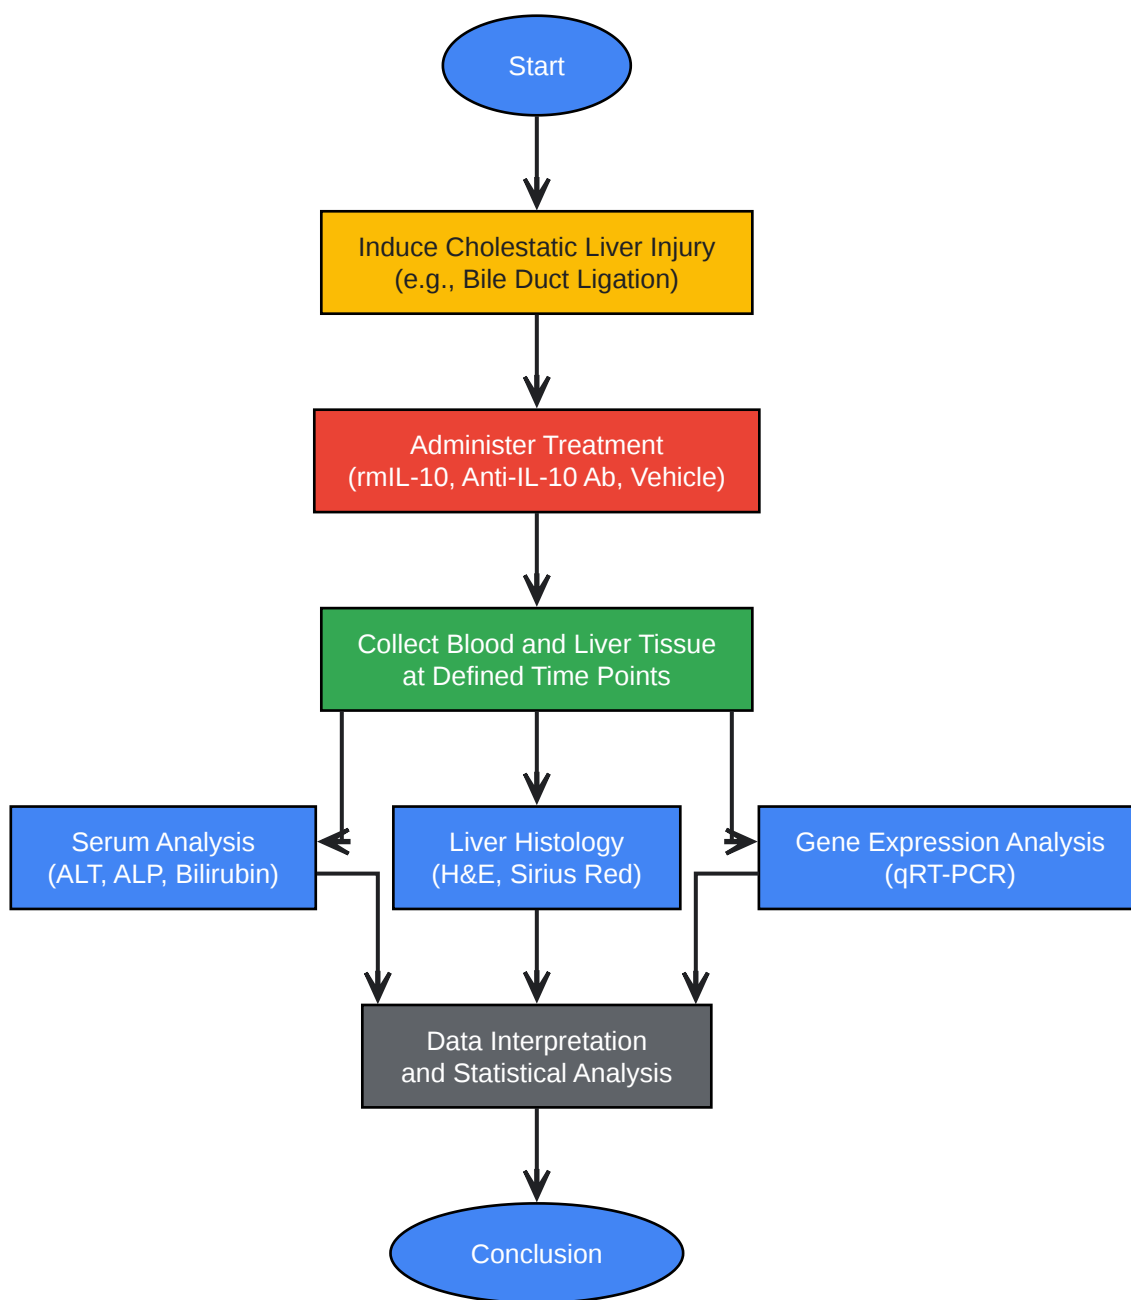 Start
Induce Cholestatic Liver Injury
(e.g., Bile Duct Ligation)
Administer Treatment
(rmIL-10, Anti-IL-10 Ab, Vehicle)
Collect Blood and Liver Tissue
at Defined Time Points
Serum Analysis
(ALT, ALP, Bilirubin)
Liver Histology
(H&E, Sirius Red)
Gene Expression Analysis
(qRT-PCR)
Data Interpretation
and Statistical Analysis
Conclusion